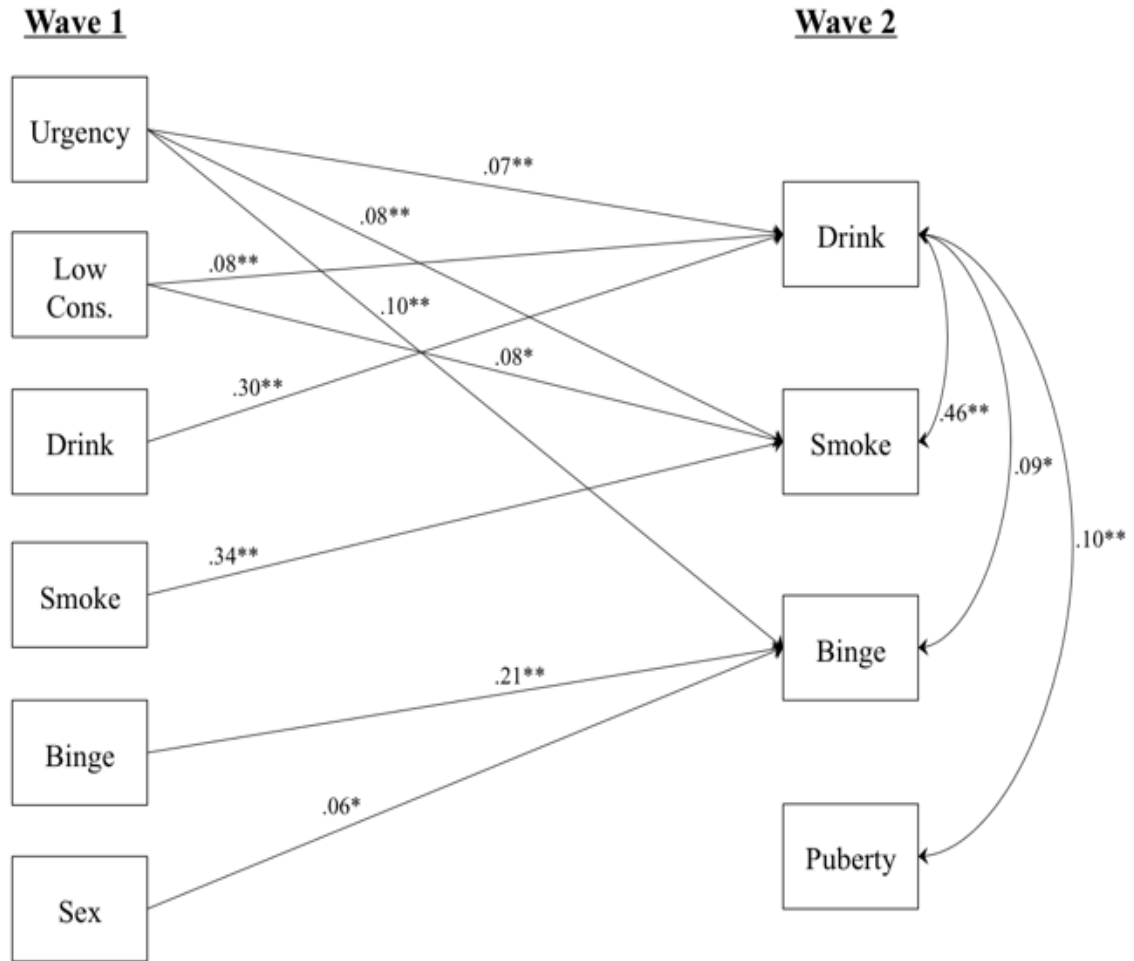 Wave 1
Wave 2
Urgency
Low
Cons.
Drink
Smoke
Binge
Sex
.07**
.08**
.08**
.10**
.08*
.30**
.34**
.21**
.06*
Drink
Smoke
Binge
Puberty
.46**
.09*
.10**